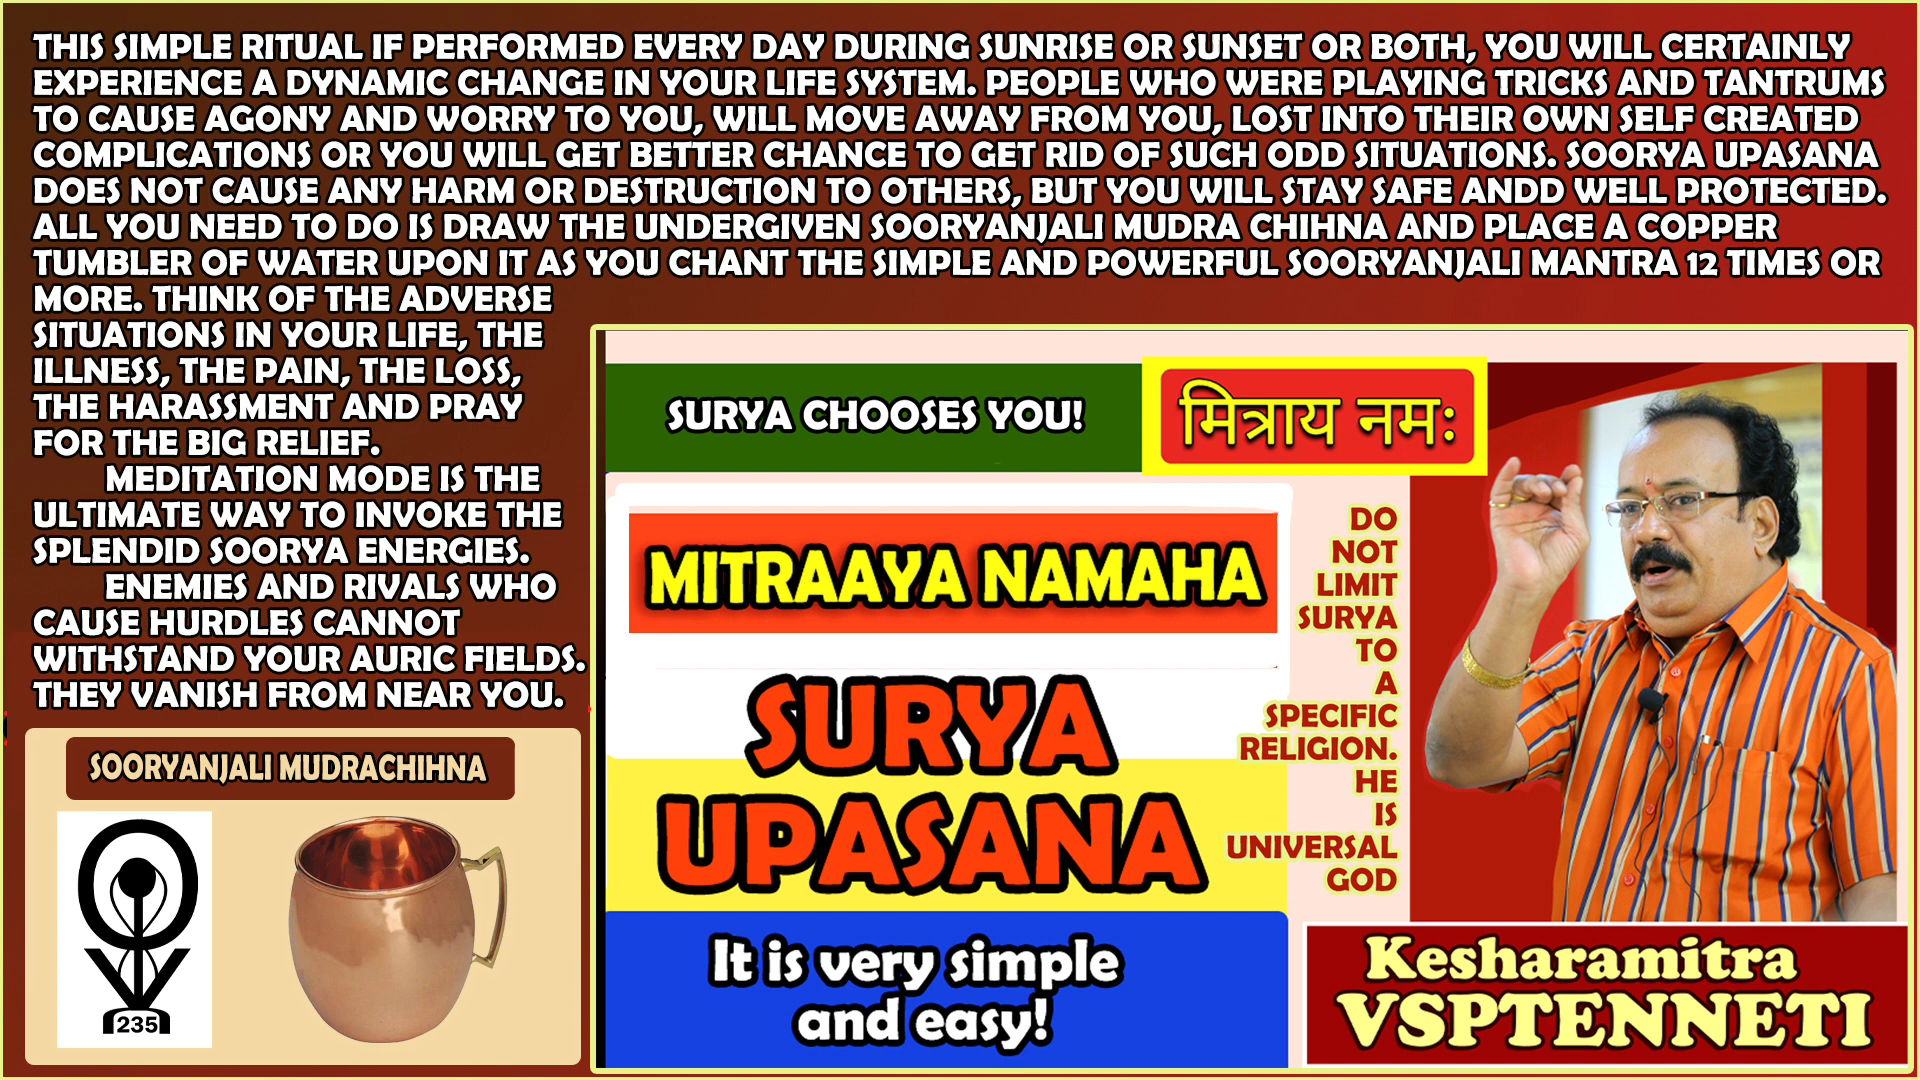 THIS SIMPLE RITUAL IF PERFORMED EVERY DAY DURING SUNRISE OR SUNSET OR BOTH, YOU WILL CERTAINLY
EXPERIENCE A DYNAMIC CHANGE IN YOUR LIFE SYSTEM. PEOPLE WHO WERE PLAYING TRICKS AND TANTRUMS
TO CAUSE AGONY AND WORRY TO YOU, WILL MOVE AWAY FROM YOU, LOST INTO THEIR OWN SELF CREATED
COMPLICATIONS OR YOU WILL GET BETTER CHANCE TO GET RID OF SUCH ODD SITUATIONS. SOORYA UPASANA
DOES NOT CAUSE ANY HARM OR DESTRUCTION TO OTHERS, BUT YOU WILL STAY SAFE ANDD WELL PROTECTED.
ALL YOU NEED TO DO IS DRAW THE UNDERGIVEN SOORYANJALI MUDRA CHIHNA AND PLACE A COPPER
TUMBLER OF WATER UPON IT AS YOU CHANT THE SIMPLE AND POWERFUL SOORYANJALI MANTRA 12 TIMES OR
MORE. THINK OF THE ADVERSE
SITUATIONS IN YOUR LIFE, THE
ILLNESS, THE PAIN, THE LOSS,
THE HARASSMENT AND PRAY
FOR THE BIG RELIEF.
MEDITATION MODE IS THE
ULTIMATE WAY TO INVOKE THE
SPLENDID SOORYA ENERGIES.
ENEMIES AND RIVALS WHO
CAUSE HURDLES CANNOT
WITHSTAND YOUR AURIC FIELDS.
THEY VANISH FROM NEAR YOU.
SOORYANJALI MUDRACHIHNA
235
SURYA CHOOSES YOU!
मित्राय नमः
MITRAAYA NAMAHA
SURYA
UPASANA
It is very simple
and easy!
DO
NOT
LIMIT
SURYA
TO
A
SPECIFIC
RELIGION.
HE
IS
UNIVERSAL
GOD
Kesharamitra
VSPTENNETI